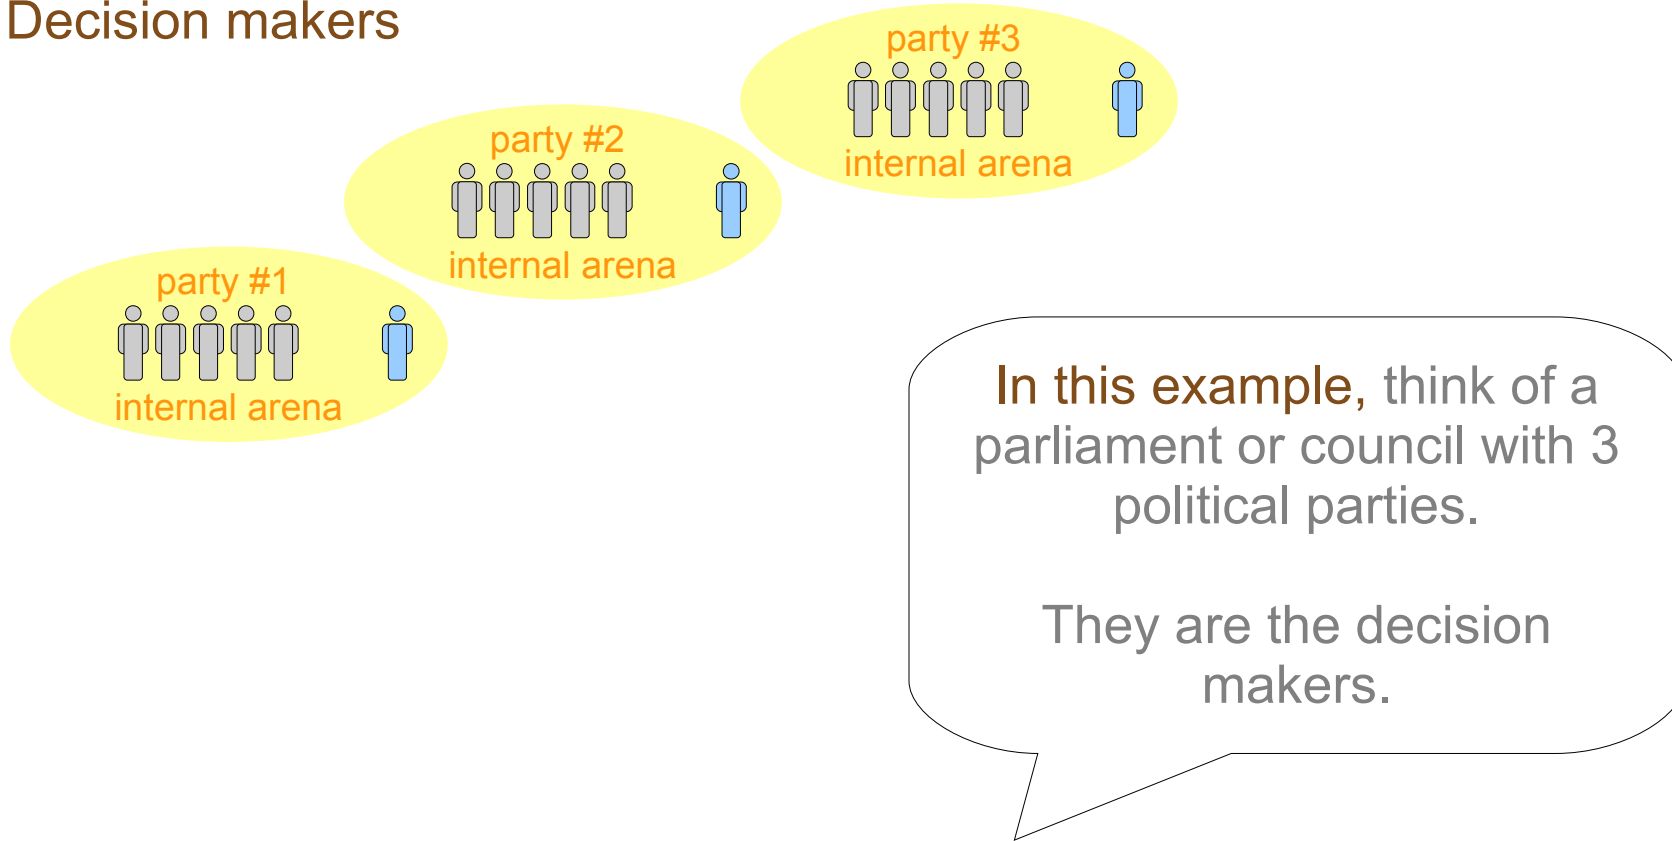 Decision makers
party #3
internal arena
party #2
internal arena
party #1
internal arena
In this example, think of a
parliament or council with 3
political parties.
They are the decision
makers.